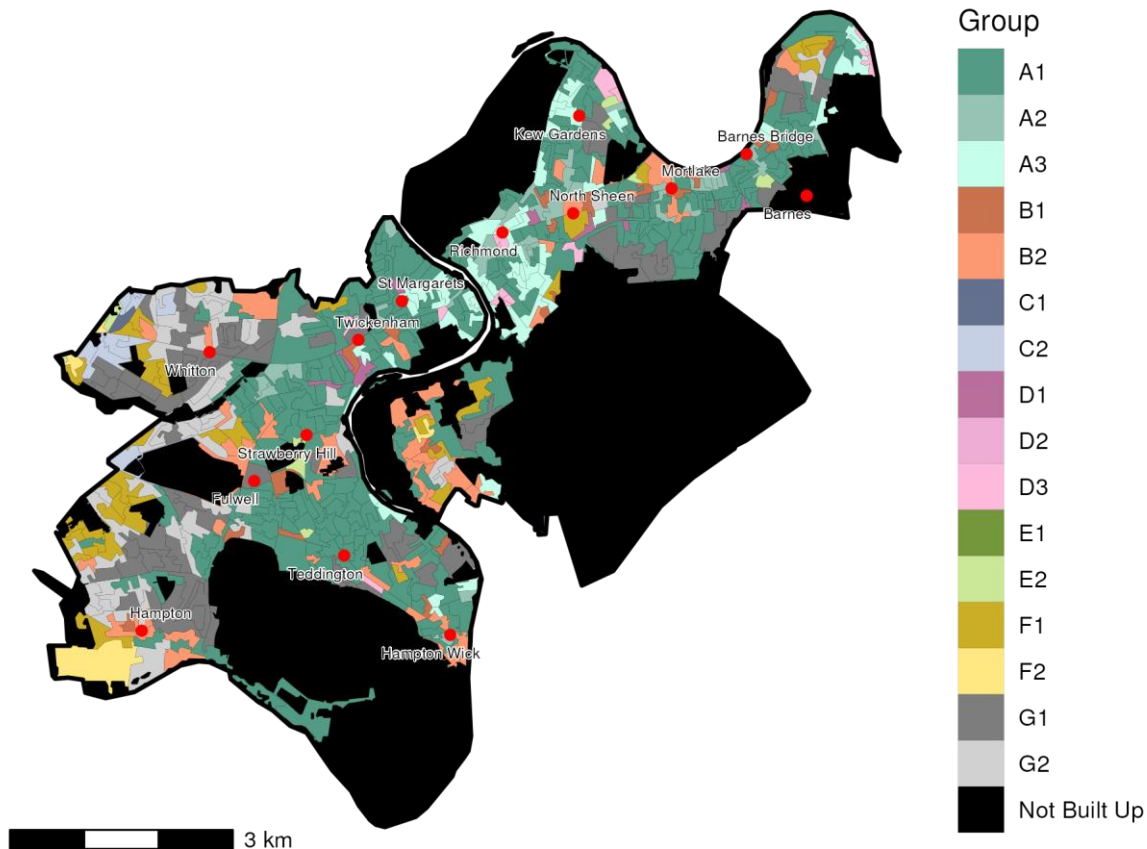 Group
A1
A2
A3
B1
B2
C1
C2
D1
D2
D3
E1
E2
F1
F2
G1
G2
Not Built Up
Kew Gardens
Barnes Bridge
Mortlake
North Sheen
Barnes
Richmond
St Margarets
Twickenham
Whitton
Strawberry Hill
Fulwell
Teddington
Hampton
Hampton Wick
3 km